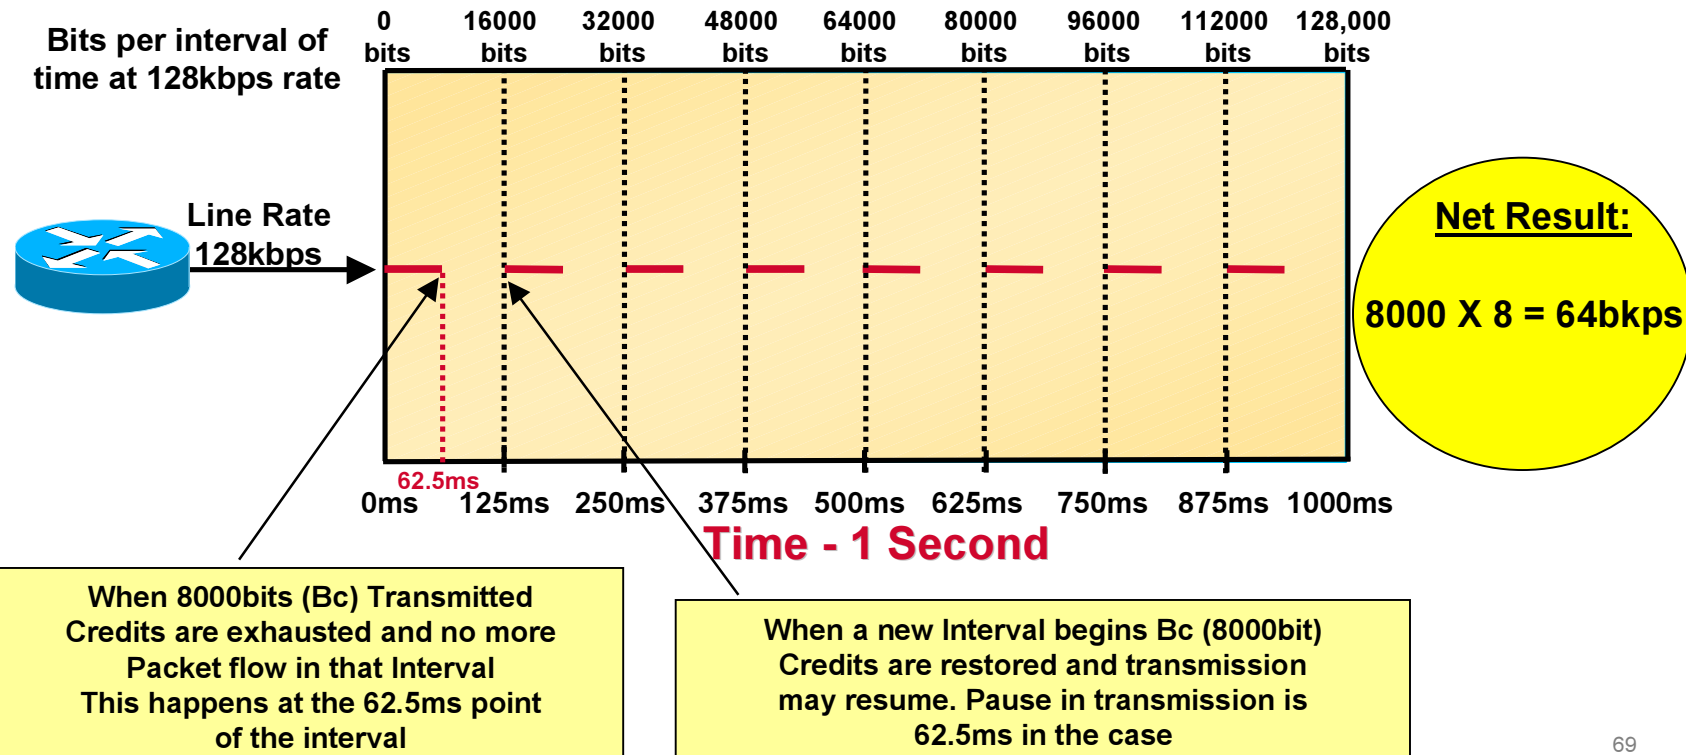 Bits per interval of
time at 128kbps rate
0 16000 32000 48000 64000 80000 96000 112000 128,000
bits bits bits bits bits bits bits bits bits
Line Rate
128kbps
Net Result:
8000 X 8 = 64bkps
62.5ms
0ms 125ms 250ms 375ms 500ms 625ms 750ms 875ms 1000ms
Time - 1 Second
When 8000bits (Bc) Transmitted
Credits are exhausted and no more
Packet flow in that Interval
This happens at the 62.5ms point
of the interval
When a new Interval begins Bc (8000bit)
Credits are restored and transmission
may resume. Pause in transmission is
62.5ms in the case
69